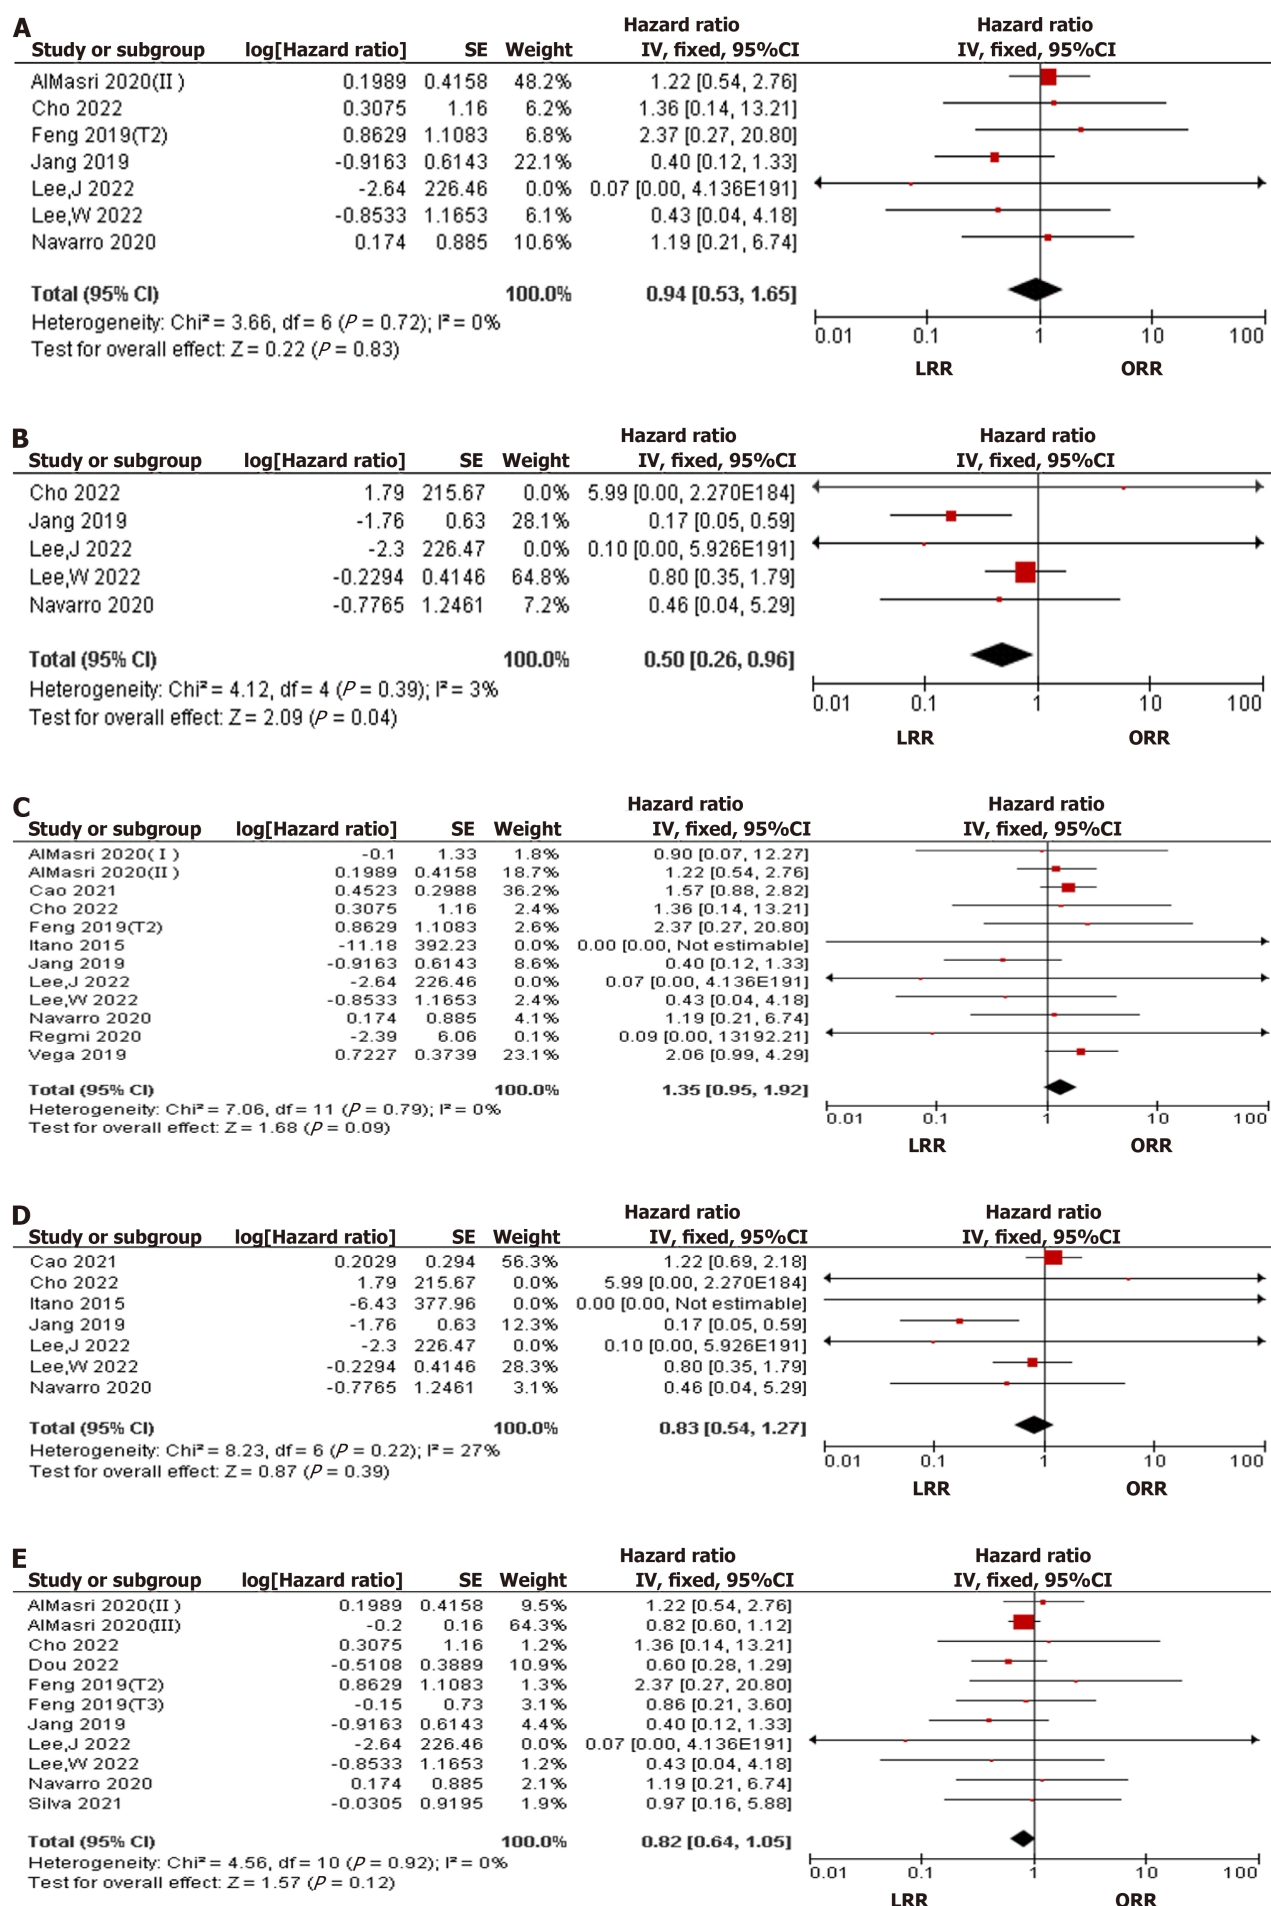 A
Hazard ratio Hazard ratio
Study or subgroup log[Hazard ratio] SE Weight IV, fixed, 95%CI IV, fixed, 95%CI
AlMasri 2020(II ) 0.1989 0.4158 48.2% 1.22 [0.54, 2.76]
Cho 2022 0.3075 1.16 6.2% 1.36 [0.14, 13.21]
Feng 2019(T2) 0.8629 1.1083 6.8% 2.37 [0.27, 20.80]
Jang 2019 -0.9163 0.6143 22.1% 0.40 [0.12, 1.33]
Lee,J 2022 -2.64 226.46 0.0% 0.07 [0.00, 4.136E191]
Lee,W 2022 -0.8533 1.1653 6.1% 0.43 [0.04, 4.18]
Navarro 2020 0.174 0.885 10.6% 1.19 [0.21, 6.74]
Total (95% CI) 100.0% 0.94 [0.53, 1.65]
Heterogeneity: Chi² = 3.66, df = 6 (P = 0.72); I² = 0%
Test for overall effect: Z = 0.22 (P = 0.83)
0.01 0.1 1 10 100
LRR ORR
B
Hazard ratio Hazard ratio
Study or subgroup log[Hazard ratio] SE Weight IV, fixed, 95%CI IV, fixed, 95%CI
Cho 2022 1.79 215.67 0.0% 5.99 [0.00, 2.270E184]
Jang 2019 -1.76 0.63 28.1% 0.17 [0.05, 0.59]
Lee,J 2022 -2.3 226.47 0.0% 0.10 [0.00, 5.926E191]
Lee,W 2022 -0.2294 0.4146 64.8% 0.80 [0.35, 1.79]
Navarro 2020 -0.7765 1.2461 7.2% 0.46 [0.04, 5.29]
Total (95% CI) 100.0% 0.50 [0.26, 0.96]
Heterogeneity: Chi² = 4.12, df = 4 (P = 0.39); I² = 3%
Test for overall effect: Z = 2.09 (P = 0.04)
0.01 0.1 1 10 100
LRR ORR
C
Hazard ratio Hazard ratio
Study or subgroup log[Hazard ratio] SE Weight IV, fixed, 95%CI IV, fixed, 95%CI
AlMasri 2020( I ) -0.1 1.33 1.8% 0.90 [0.07, 12.27]
AlMasri 2020(II ) 0.1989 0.4158 18.7% 1.22 [0.54, 2.76]
Cao 2021 0.4523 0.2988 36.2% 1.57 [0.88, 2.82]
Cho 2022 0.3075 1.16 2.4% 1.36 [0.14, 13.21]
Feng 2019(T2) 0.8629 1.1083 2.6% 2.37 [0.27, 20.80]
Itano 2015 -11.18 392.23 0.0% 0.00 [0.00, Not estimable]
Jang 2019 -0.9163 0.6143 8.6% 0.40 [0.12, 1.33]
Lee,J 2022 -2.64 226.46 0.0% 0.07 [0.00, 4.136E191]
Lee,W 2022 -0.8533 1.1653 2.4% 0.43 [0.04, 4.18]
Navarro 2020 0.174 0.885 4.1% 1.19 [0.21, 6.74]
Regmi 2020 -2.39 6.06 0.1% 0.09 [0.00, 13192.21]
Vega 2019 0.7227 0.3739 23.1% 2.06 [0.99, 4.29]
Total (95% CI) 100.0% 1.35 [0.95, 1.92]
Heterogeneity: Chi² = 7.06, df = 11 (P = 0.79); I² = 0%
Test for overall effect: Z = 1.68 (P = 0.09)
0.01 0.1 1 10 100
LRR ORR
D
Hazard ratio Hazard ratio
Study or subgroup log[Hazard ratio] SE Weight IV, fixed, 95%CI IV, fixed, 95%CI
Cao 2021 0.2029 0.294 56.3% 1.22 [0.69, 2.18]
Cho 2022 1.79 215.67 0.0% 5.99 [0.00, 2.270E184]
Itano 2015 -6.43 377.96 0.0% 0.00 [0.00, Not estimable]
Jang 2019 -1.76 0.63 12.3% 0.17 [0.05, 0.59]
Lee,J 2022 -2.3 226.47 0.0% 0.10 [0.00, 5.926E191]
Lee,W 2022 -0.2294 0.4146 28.3% 0.80 [0.35, 1.79]
Navarro 2020 -0.7765 1.2461 3.1% 0.46 [0.04, 5.29]
Total (95% CI) 100.0% 0.83 [0.54, 1.27]
Heterogeneity: Chi² = 8.23, df = 6 (P = 0.22); I² = 27%
Test for overall effect: Z = 0.87 (P = 0.39)
0.01 0.1 1 10 100
LRR ORR
E
Hazard ratio Hazard ratio
Study or subgroup log[Hazard ratio] SE Weight IV, fixed, 95%CI IV, fixed, 95%CI
AlMasri 2020(II ) 0.1989 0.4158 9.5% 1.22 [0.54, 2.76]
AlMasri 2020(III) -0.2 0.16 64.3% 0.82 [0.60, 1.12]
Cho 2022 0.3075 1.16 1.2% 1.36 [0.14, 13.21]
Dou 2022 -0.5108 0.3889 10.9% 0.60 [0.28, 1.29]
Feng 2019(T2) 0.8629 1.1083 1.3% 2.37 [0.27, 20.80]
Feng 2019(T3) -0.15 0.73 3.1% 0.86 [0.21, 3.60]
Jang 2019 -0.9163 0.6143 4.4% 0.40 [0.12, 1.33]
Lee,J 2022 -2.64 226.46 0.0% 0.07 [0.00, 4.136E191]
Lee,W 2022 -0.8533 1.1653 1.2% 0.43 [0.04, 4.18]
Navarro 2020 0.174 0.885 2.1% 1.19 [0.21, 6.74]
Silva 2021 -0.0305 0.9195 1.9% 0.97 [0.16, 5.88]
Total (95% CI) 100.0% 0.82 [0.64, 1.05]
Heterogeneity: Chi² = 4.56, df = 10 (P = 0.92); I² = 0%
Test for overall effect: Z = 1.57 (P = 0.12)
0.01 0.1 1 10 100
LRR ORR